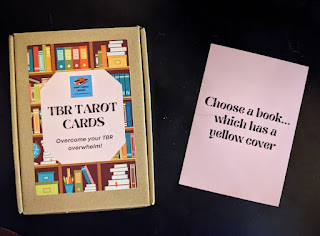 TBR TAROT
CARDS
Overcome your TBR
overwhelm!
Choose a book...
which has a
yellow cover